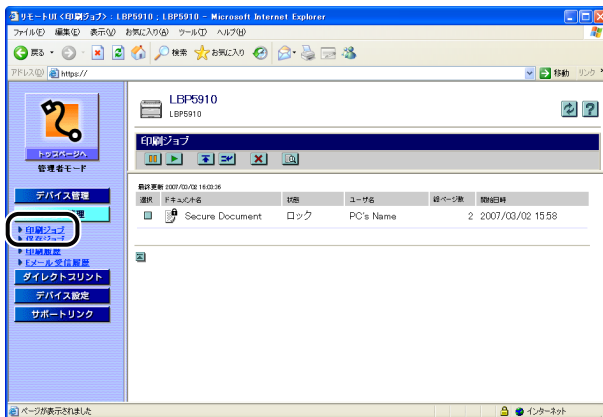 リモートUI <印刷ジョブ> : LBP5910 ; LBP5910 - Microsoft Internet Explorer
ファイル(F) 編集(E) 表示(V) お気に入り(A) ツール(T) ヘルプ(H)
戻る 検索 お気に入り
アドレス(D) https:// 移動 リンク
LBP5910
LBP5910
トップページへ
管理者モード
印刷ジョブ
最終更新 2007/03/02 16:03:36
選択 ドキュメント名 状態 ユーザ名 総ページ数 開始日時
Secure Document ロック PC's Name 2 2007/03/02 15:58
デバイス管理
理
印刷ジョブ
保存ジョブ
印刷履歴
Eメール受信履歴
ダイレクトプリント
デバイス設定
サポートリンク
ページが表示されました インターネット